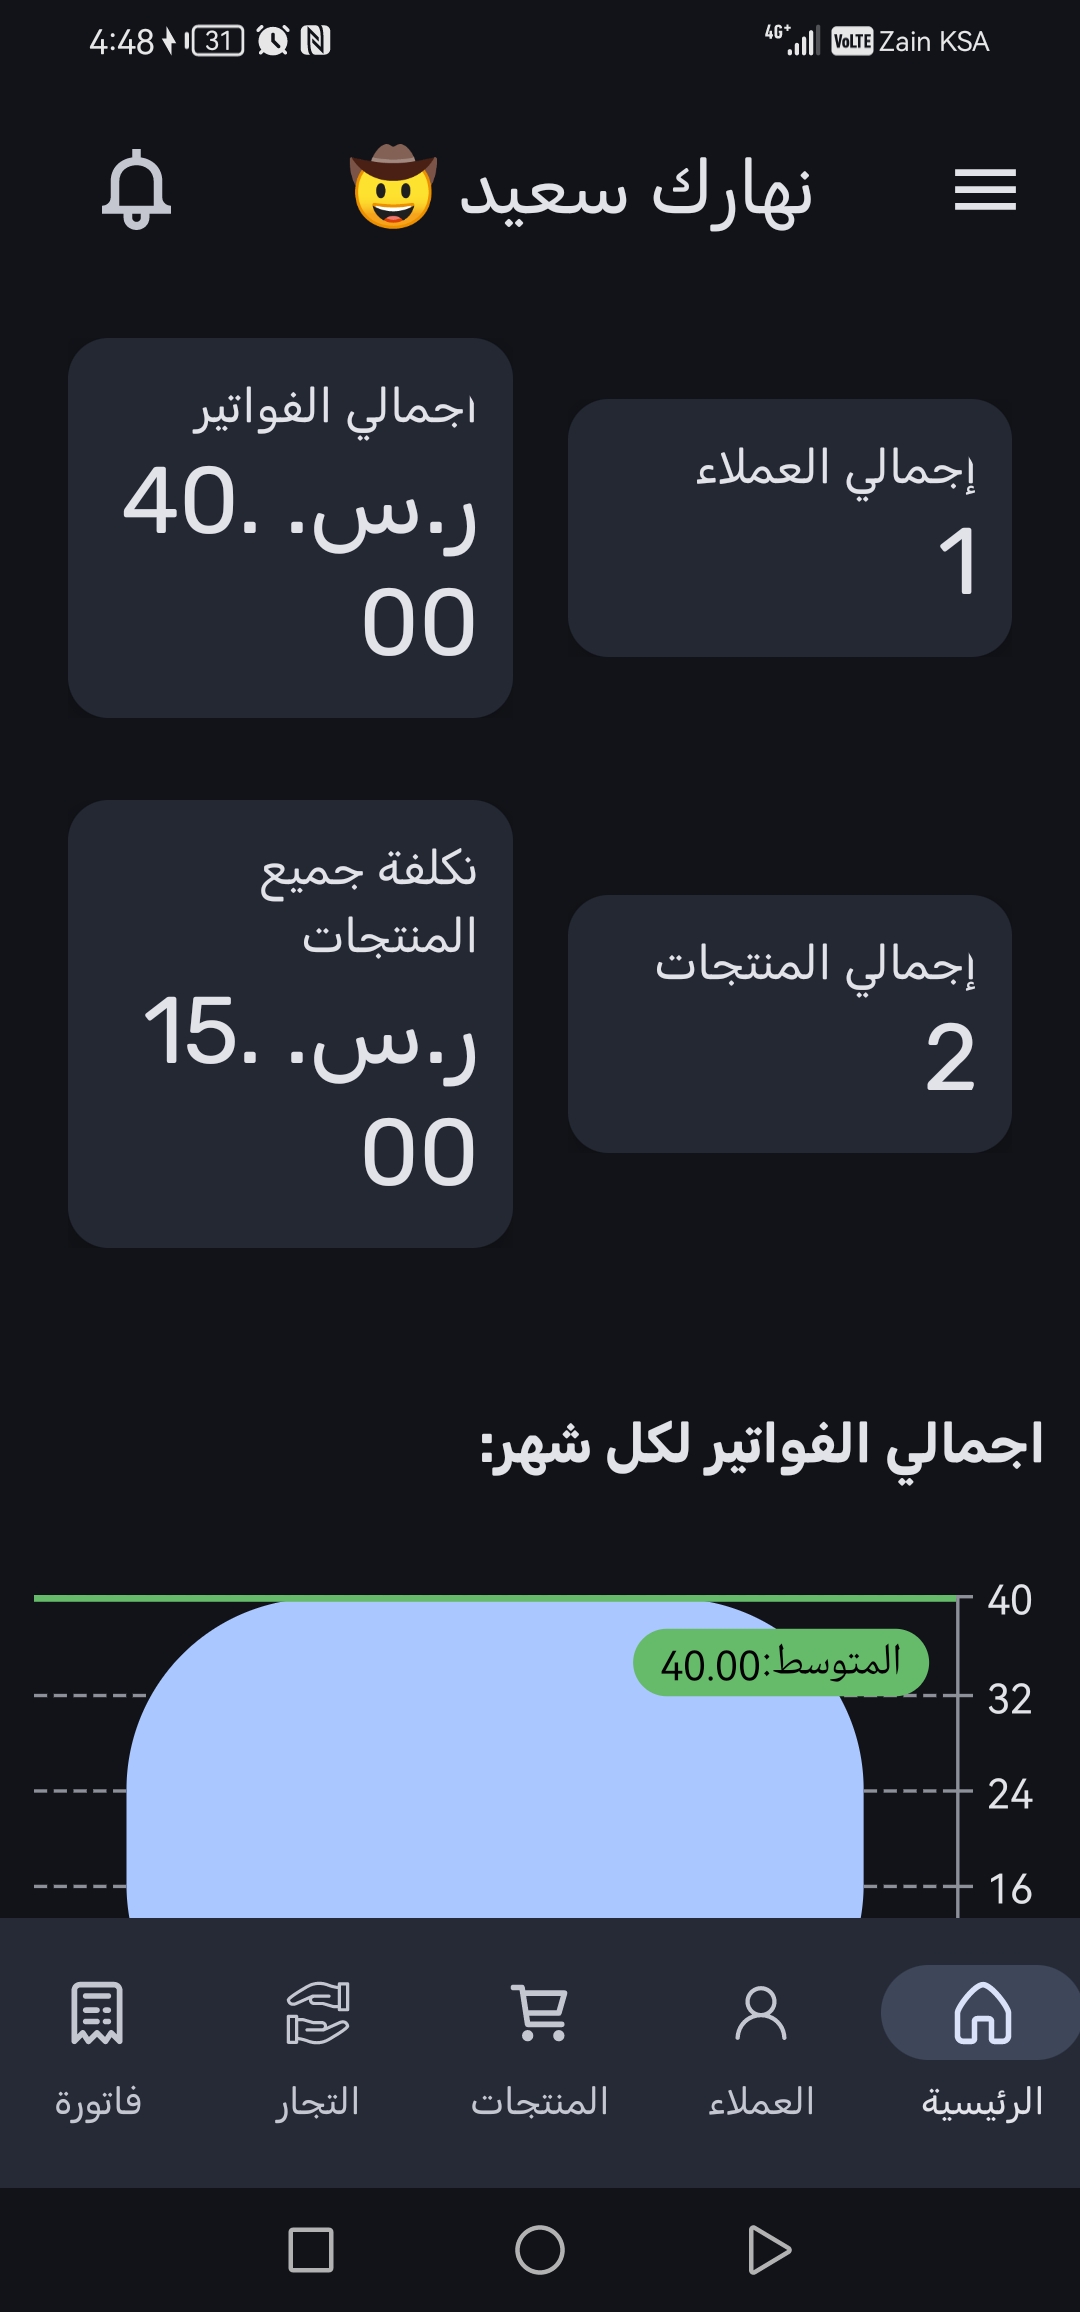 4:48 31 4G+ VoLTE Zain KSA
نهارك سعيد 🤠
إجمالي العملاء
1
اجمالي الفواتير
ر.س. .40
00
إجمالي المنتجات
2
نكلفة جميع
المنتجات
ر.س. .15
00
اجمالي الفواتير لكل شهر:
40
المتوسط:40.00
32
24
16
الرئيسية
العملاء
المنتجات
التجار
فاتورة